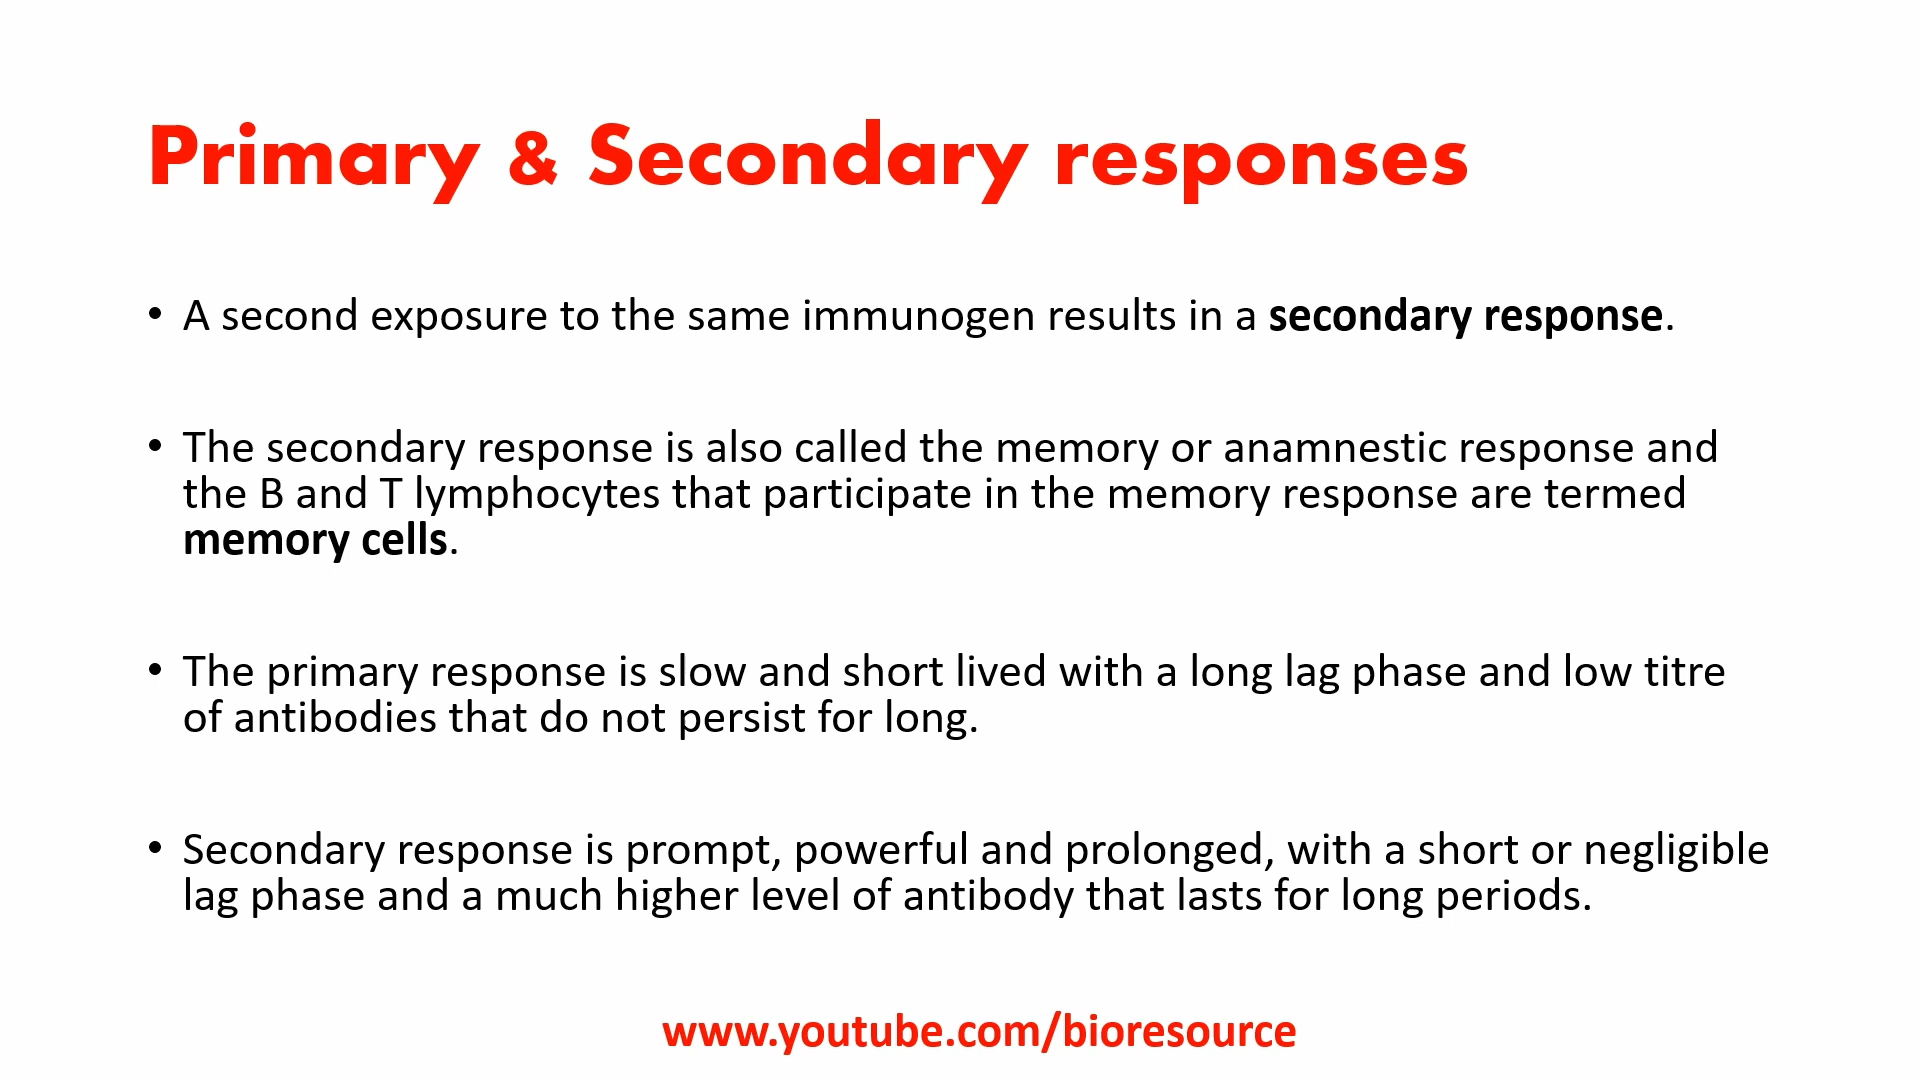 Primary & Secondary responses
• A second exposure to the same immunogen results in a secondary response.
• The secondary response is also called the memory or anamnestic response and
the B and T lymphocytes that participate in the memory response are termed
memory cells.
• The primary response is slow and short lived with a long lag phase and low titre
of antibodies that do not persist for long.
• Secondary response is prompt, powerful and prolonged, with a short or negligible
lag phase and a much higher level of antibody that lasts for long periods.
www.youtube.com/bioresource